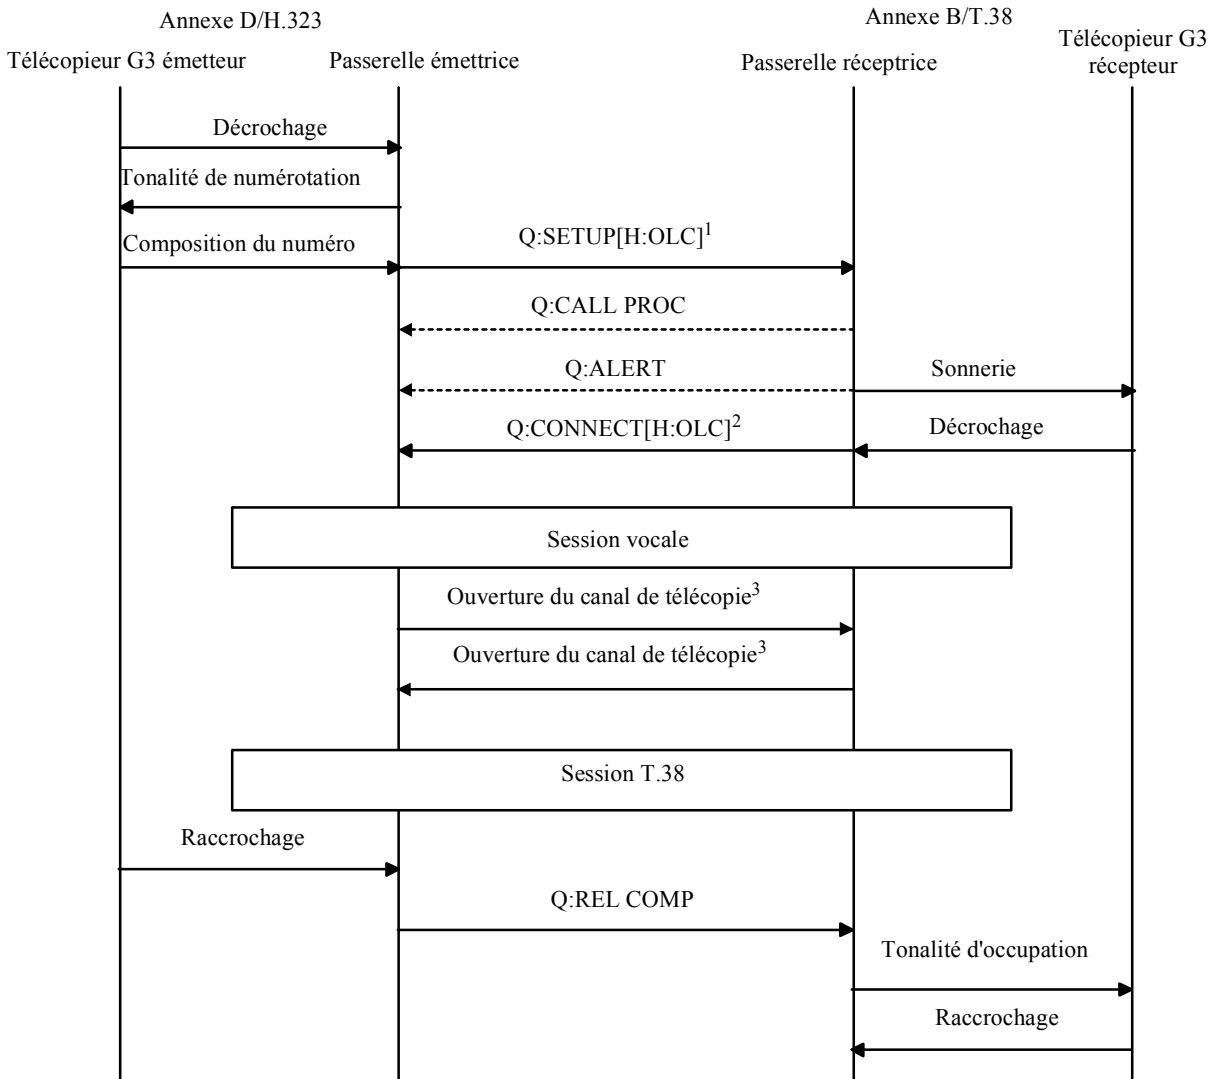 Annexe D/H.323
Annexe B/T.38
Télécopieur G3 émetteur
Passerelle émettrice
Passerelle réceptrice
Télécopieur G3
récepteur
Décrochage
Tonalité de numérotation
Composition du numéro
Q:SETUP[H:OLC]1
Q:CALL PROC
Q:ALERT
Sonnerie
Q:CONNECT[H:OLC]2
Décrochage
Session vocale
Ouverture du canal de télécopie3
Ouverture du canal de télécopie3
Session T.38
Raccrochage
Q:REL COMP
Tonalité d'occupation
Raccrochage